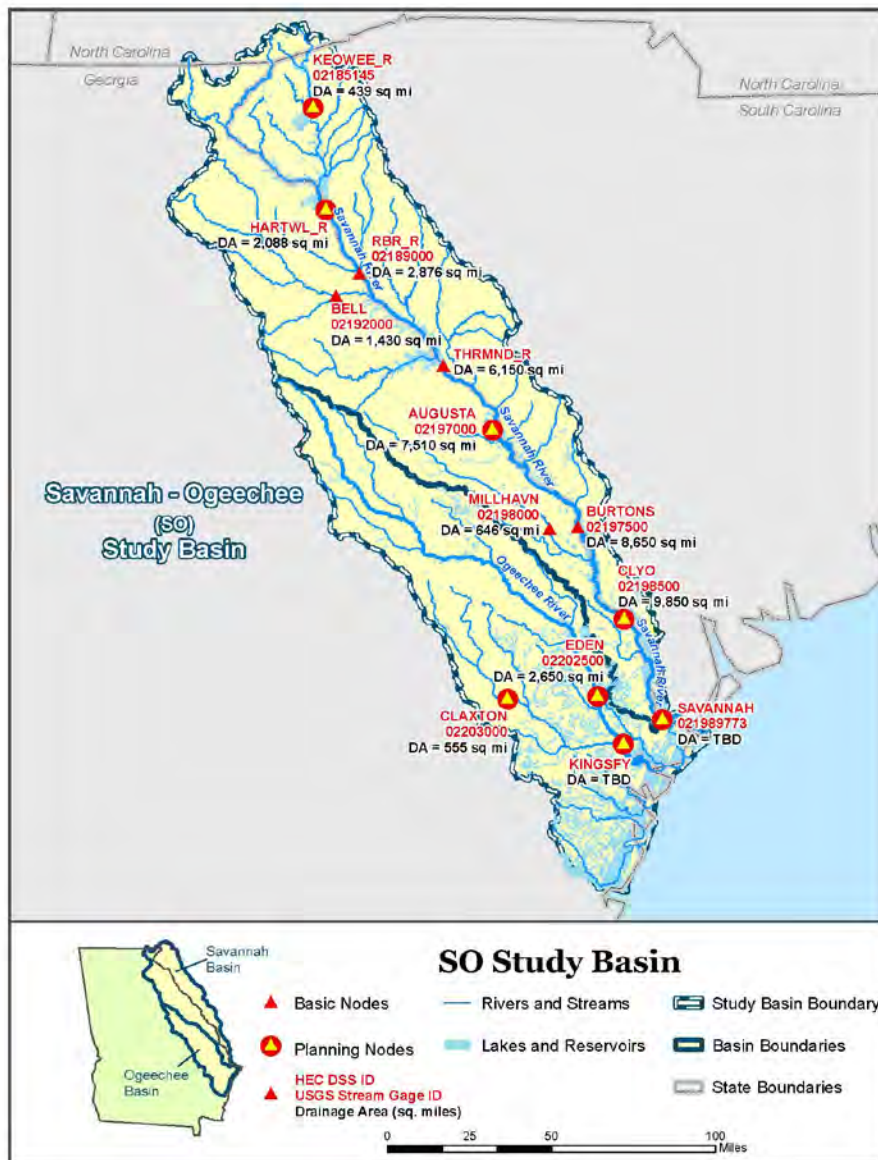 North Carolina
Georgia
North Carolina
South Carolina
KEOWEE_R
02185145
DA = 439 sq mi
HARTWL_R
DA = 2,088 sq mi
Savannah River
RBR_R
02189000
DA = 2,876 sq mi
BELL
02192000
DA = 1,430 sq mi
THRMND_R
DA = 6,150 sq mi
AUGUSTA
02197000
DA = 7,510 sq mi
Savannah River
Savannah - Ogeechee
(SO)
Study Basin
MILLHAVN
02198000
DA = 646 sq mi
BURTONS
02197500
DA = 8,650 sq mi
Ogeechee River
CLYO
02198500
DA = 9,850 sq mi
Savannah River
EDEN
02202500
DA = 2,650 sq mi
CLAXTON
02203000
DA = 555 sq mi
SAVANNAH
021989773
DA = TBD
KINGSFY
DA = TBD
Savannah
Basin
Ogeechee
Basin
SO Study Basin
Basic Nodes
Planning Nodes
HEC DSS ID
USGS Stream Gage ID
Drainage Area (sq. miles)
Rivers and Streams
Lakes and Reservoirs
Study Basin Boundary
Basin Boundaries
State Boundaries
0 25 50 100
Miles